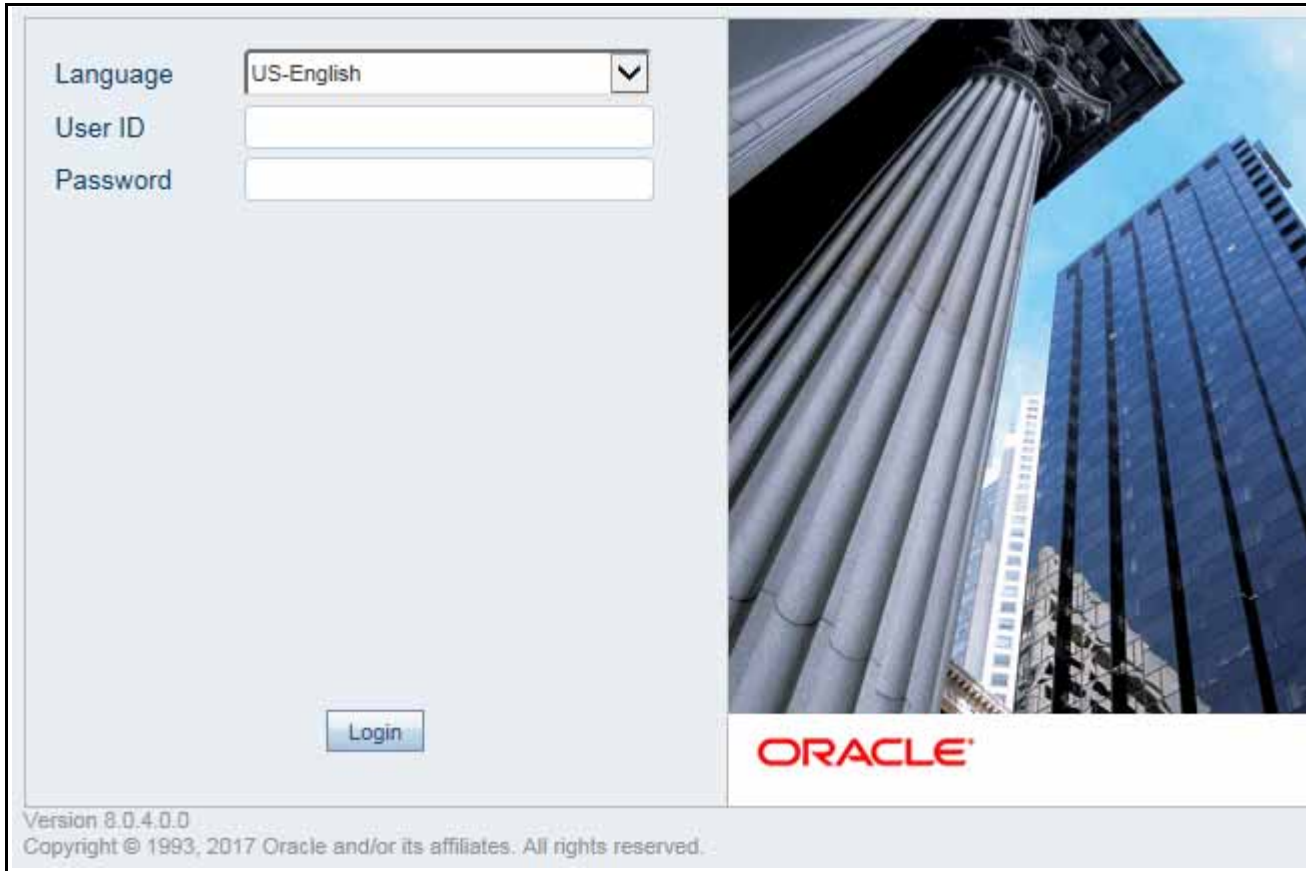 Language
US-English
User ID
Password
Login
ORACLE
Version 8.0.4.0.0
Copyright © 1993, 2017 Oracle and/or its affiliates. All rights reserved.